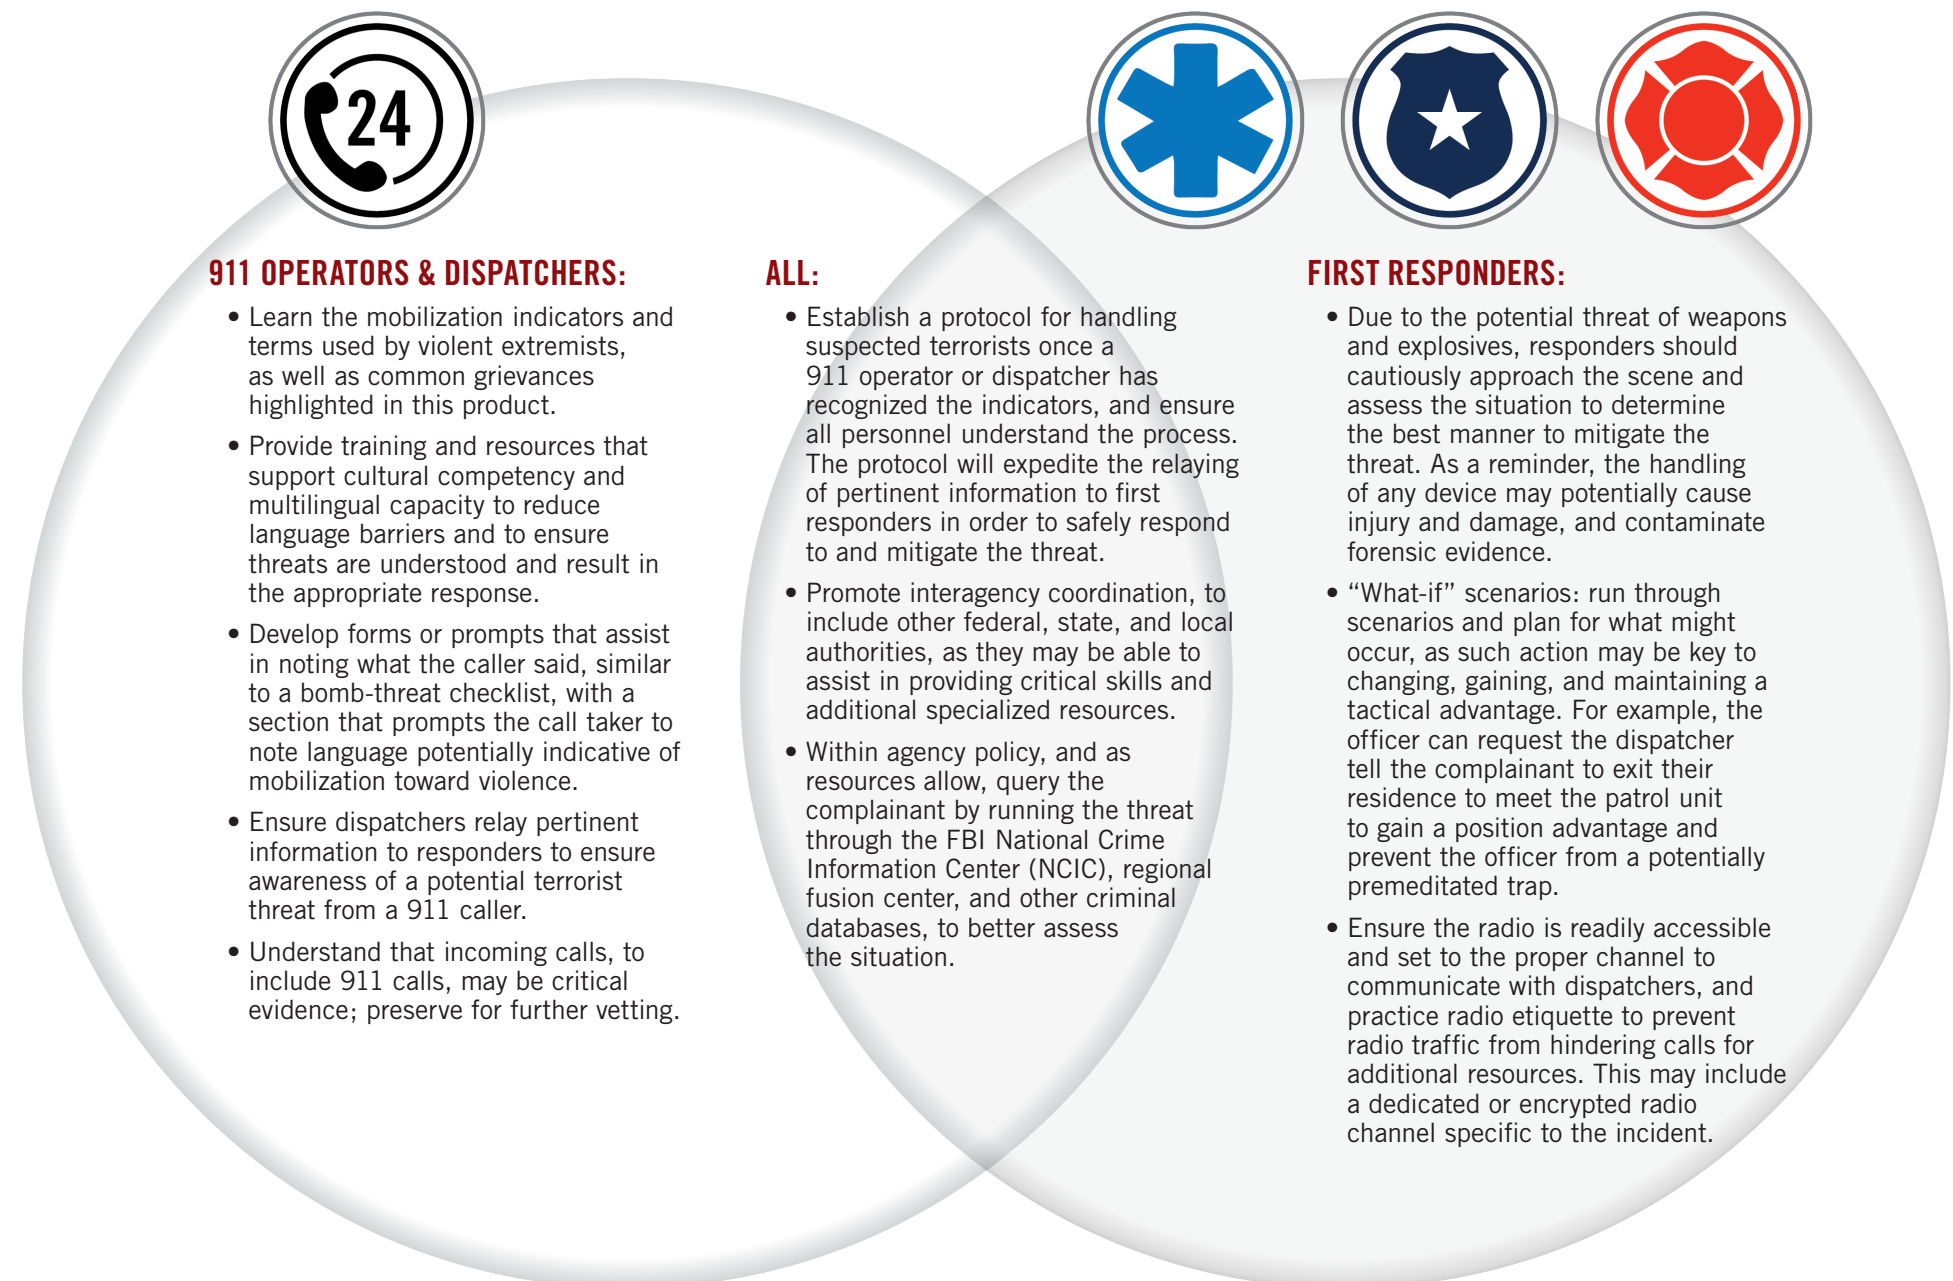 24
911 OPERATORS & DISPATCHERS:
• Learn the mobilization indicators and
terms used by violent extremists,
as well as common grievances
highlighted in this product.
• Provide training and resources that
support cultural competency and
multilingual capacity to reduce
language barriers and to ensure
threats are understood and result in
the appropriate response.
• Develop forms or prompts that assist
in noting what the caller said, similar
to a bomb-threat checklist, with a
section that prompts the call taker to
note language potentially indicative of
mobilization toward violence.
• Ensure dispatchers relay pertinent
information to responders to ensure
awareness of a potential terrorist
threat from a 911 caller.
• Understand that incoming calls, to
include 911 calls, may be critical
evidence; preserve for further vetting.
ALL:
• Establish a protocol for handling
suspected terrorists once a
911 operator or dispatcher has
recognized the indicators, and ensure
all personnel understand the process.
The protocol will expedite the relaying
of pertinent information to first
responders in order to safely respond
to and mitigate the threat.
• Promote interagency coordination, to
include other federal, state, and local
authorities, as they may be able to
assist in providing critical skills and
additional specialized resources.
• Within agency policy, and as
resources allow, query the
complainant by running the threat
through the FBI National Crime
Information Center (NCIC), regional
fusion center, and other criminal
databases, to better assess
the situation.
FIRST RESPONDERS:
• Due to the potential threat of weapons
and explosives, responders should
cautiously approach the scene and
assess the situation to determine
the best manner to mitigate the
threat. As a reminder, the handling
of any device may potentially cause
injury and damage, and contaminate
forensic evidence.
• “What-if” scenarios: run through
scenarios and plan for what might
occur, as such action may be key to
changing, gaining, and maintaining a
tactical advantage. For example, the
officer can request the dispatcher
tell the complainant to exit their
residence to meet the patrol unit
to gain a position advantage and
prevent the officer from a potentially
premeditated trap.
• Ensure the radio is readily accessible
and set to the proper channel to
communicate with dispatchers, and
practice radio etiquette to prevent
radio traffic from hindering calls for
additional resources. This may include
a dedicated or encrypted radio
channel specific to the incident.